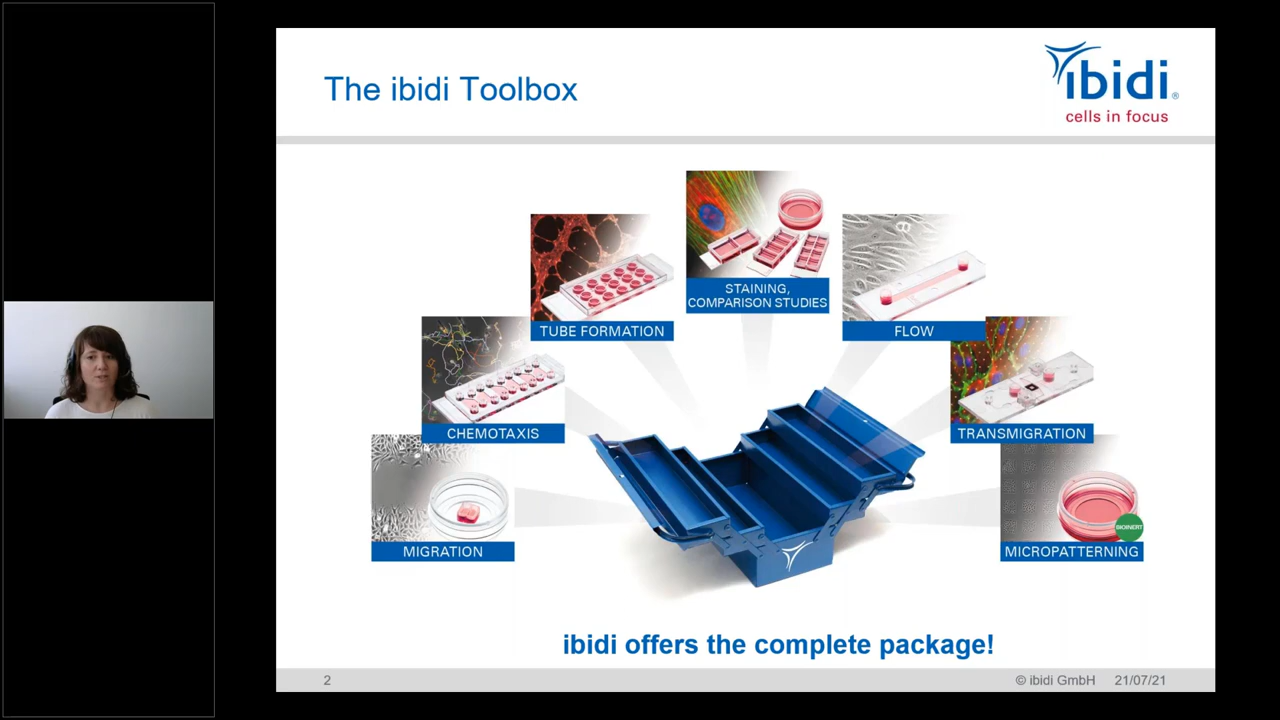 The ibidi Toolbox
ibidi®
cells in focus
STAINING,
COMPARISON STUDIES
TUBE FORMATION
FLOW
CHEMOTAXIS
TRANSMIGRATION
MIGRATION
BIOINERT
MICROPATTERNING
ibidi offers the complete package!
2
© ibidi GmbH 21/07/21